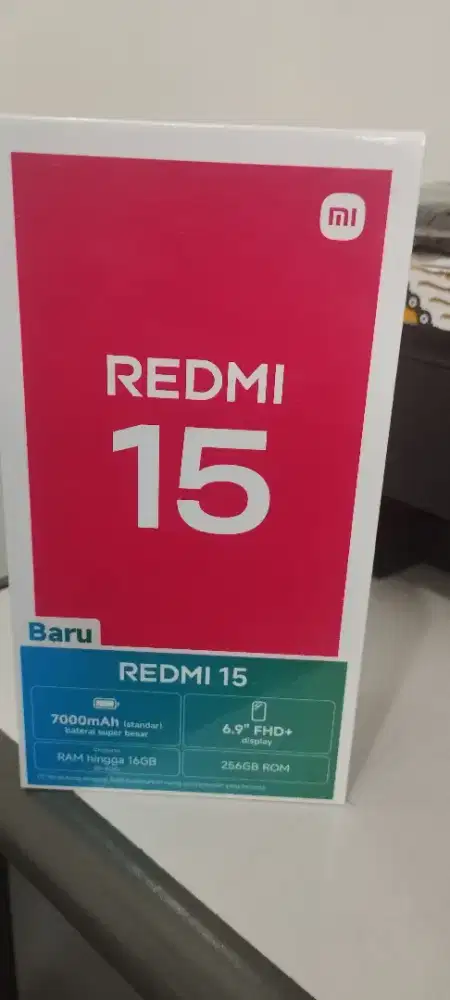 mi
REDMI
15
Baru
REDMI 15
7000mAh (standar)
baterai super besar
6.9" FHD+
display
RAM hingga 16GB
256GB ROM